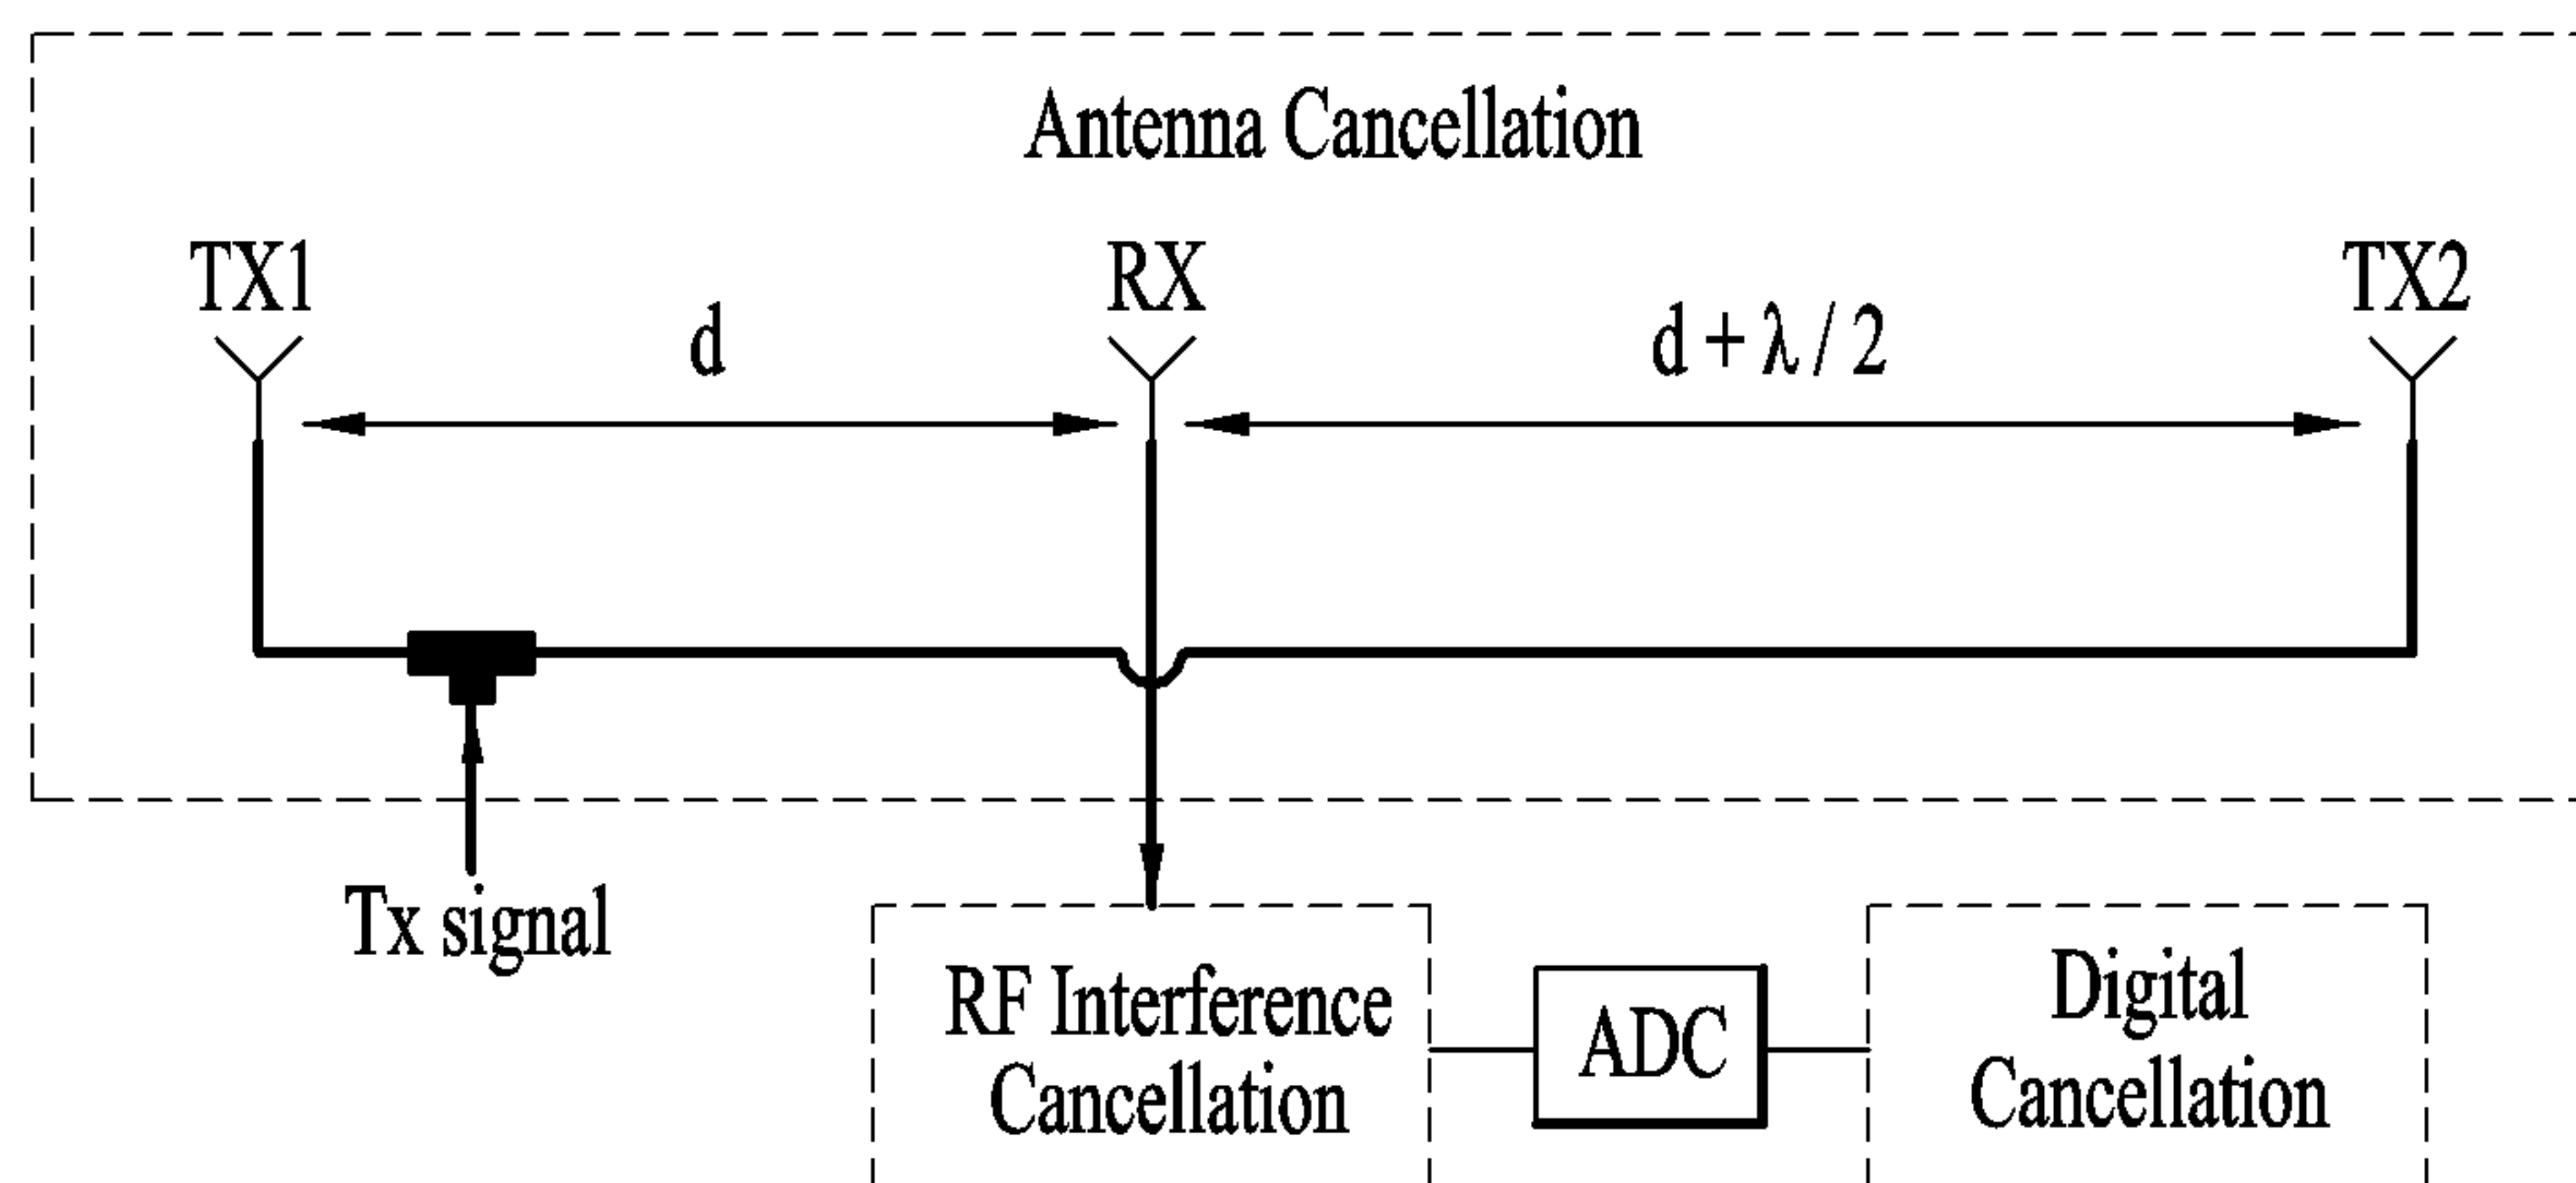 Antenna Cancellation
TX1
RX
TX2
d
d + λ / 2
Tx signal
RF Interference
Cancellation
ADC
Digital
Cancellation